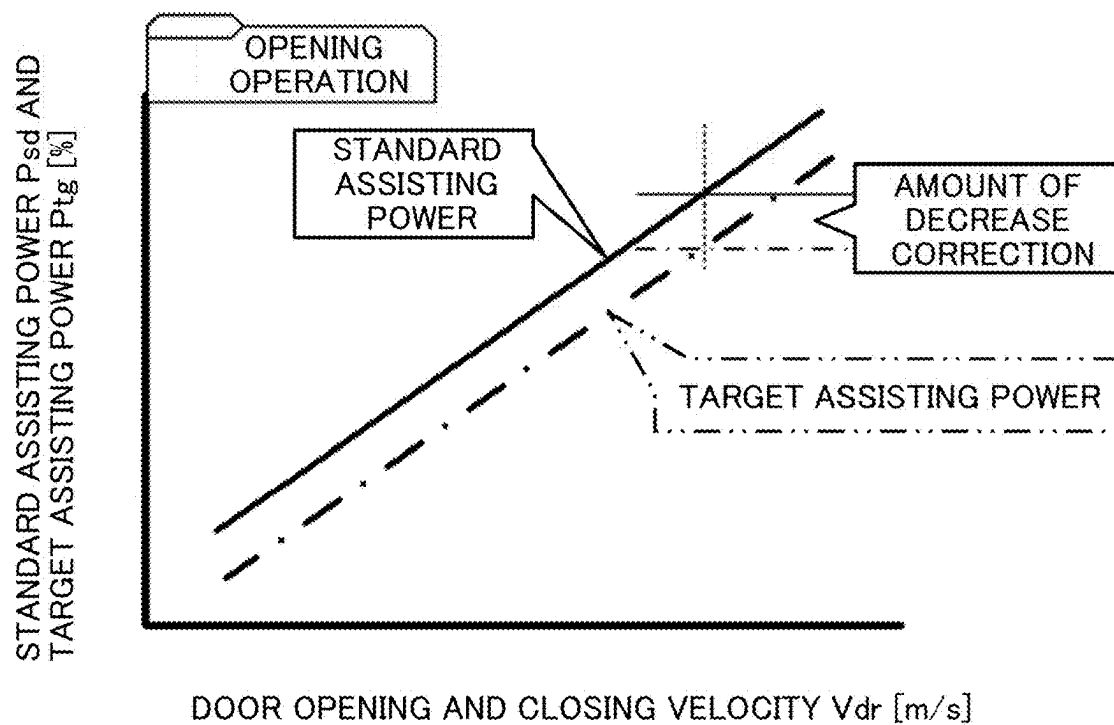 OPENING
OPERATION
STANDARD ASSISTING POWER Psd AND
TARGET ASSISTING POWER Ptg [%]
STANDARD
ASSISTING
POWER
AMOUNT OF
DECREASE
CORRECTION
TARGET ASSISTING POWER
DOOR OPENING AND CLOSING VELOCITY Vdr [m/s]